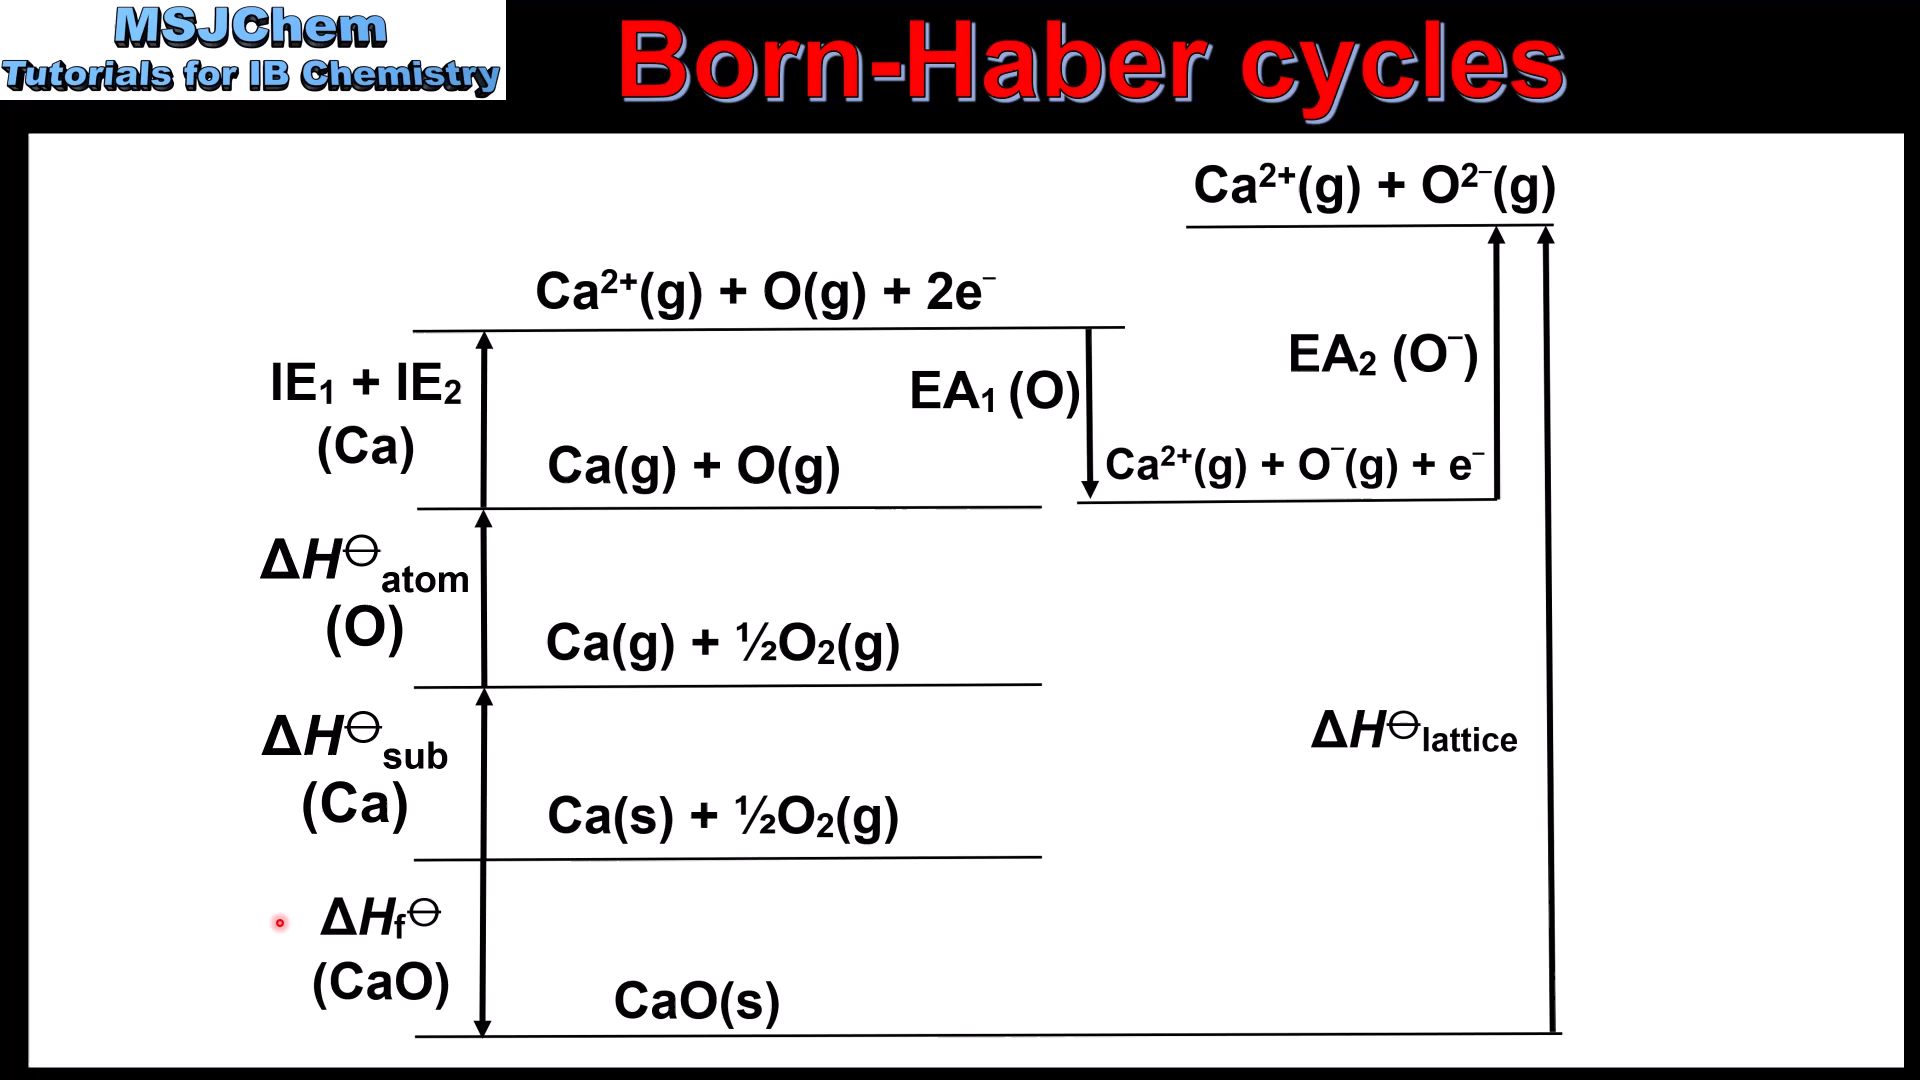 MSJChem
Tutorials for IB Chemistry
Born-Haber cycles
Ca²⁺(g) + O²⁻(g)
Ca²⁺(g) + O(g) + 2e⁻
IE₁ + IE₂
(Ca)
EA₁ (O)
EA₂ (O⁻)
Ca(g) + O(g)
Ca²⁺(g) + O⁻(g) + e⁻
ΔH⊖atom
(O)
Ca(g) + ½O₂(g)
ΔH⊖sub
(Ca)
ΔH⊖lattice
Ca(s) + ½O₂(g)
ΔHf⊖
(CaO)
CaO(s)